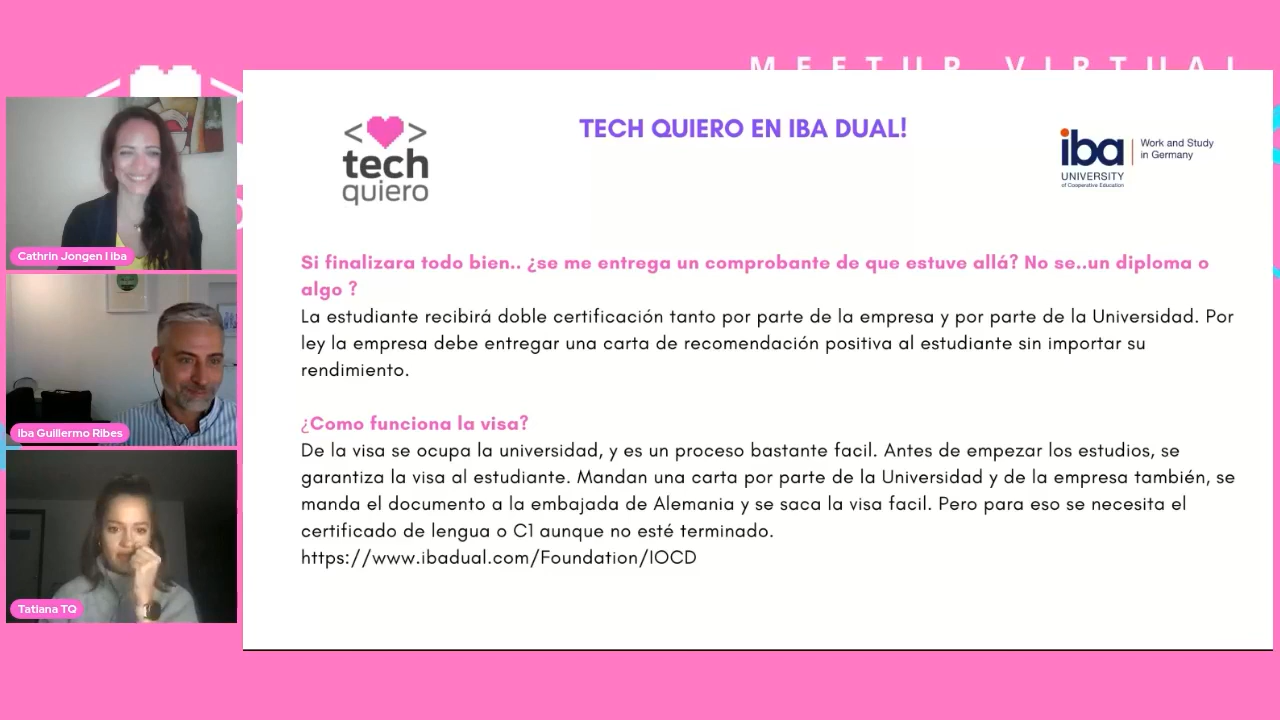 MEETUP VIRTUAL
TECH QUIERO EN IBA DUAL!
< >
tech
quiero
iba
Work and Study
in Germany
UNIVERSITY
of Cooperative Education
Si finalizara todo bien.. ¿se me entrega un comprobante de que estuve allá? No se..un diploma o
algo ?
La estudiante recibirá doble certificación tanto por parte de la empresa y por parte de la Universidad. Por
ley la empresa debe entregar una carta de recomendación positiva al estudiante sin importar su
rendimiento.
¿Como funciona la visa?
De la visa se ocupa la universidad, y es un proceso bastante facil. Antes de empezar los estudios, se
garantiza la visa al estudiante. Mandan una carta por parte de la Universidad y de la empresa también, se
manda el documento a la embajada de Alemania y se saca la visa facil. Pero para eso se necesita el
certificado de lengua o C1 aunque no esté terminado.
https://www.ibadual.com/Foundation/IOCD
Cathrin Jongen I iba
iba Guillermo Ribes
Tatiana TQ